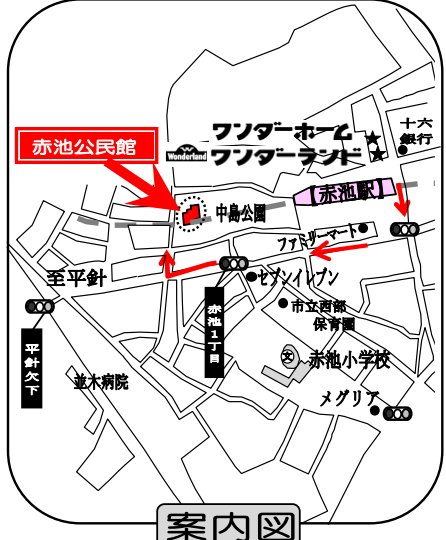 赤池公民館
ワンダーホーム
Wonderland ワンダーランド
十六
銀行
【赤池駅】
中島公園
ファミリーマート
至平針
セブンイレブン
赤池1丁目
市立西部
保育園
平針欠下
並木病院
文
赤池小学校
メグリア
案内図